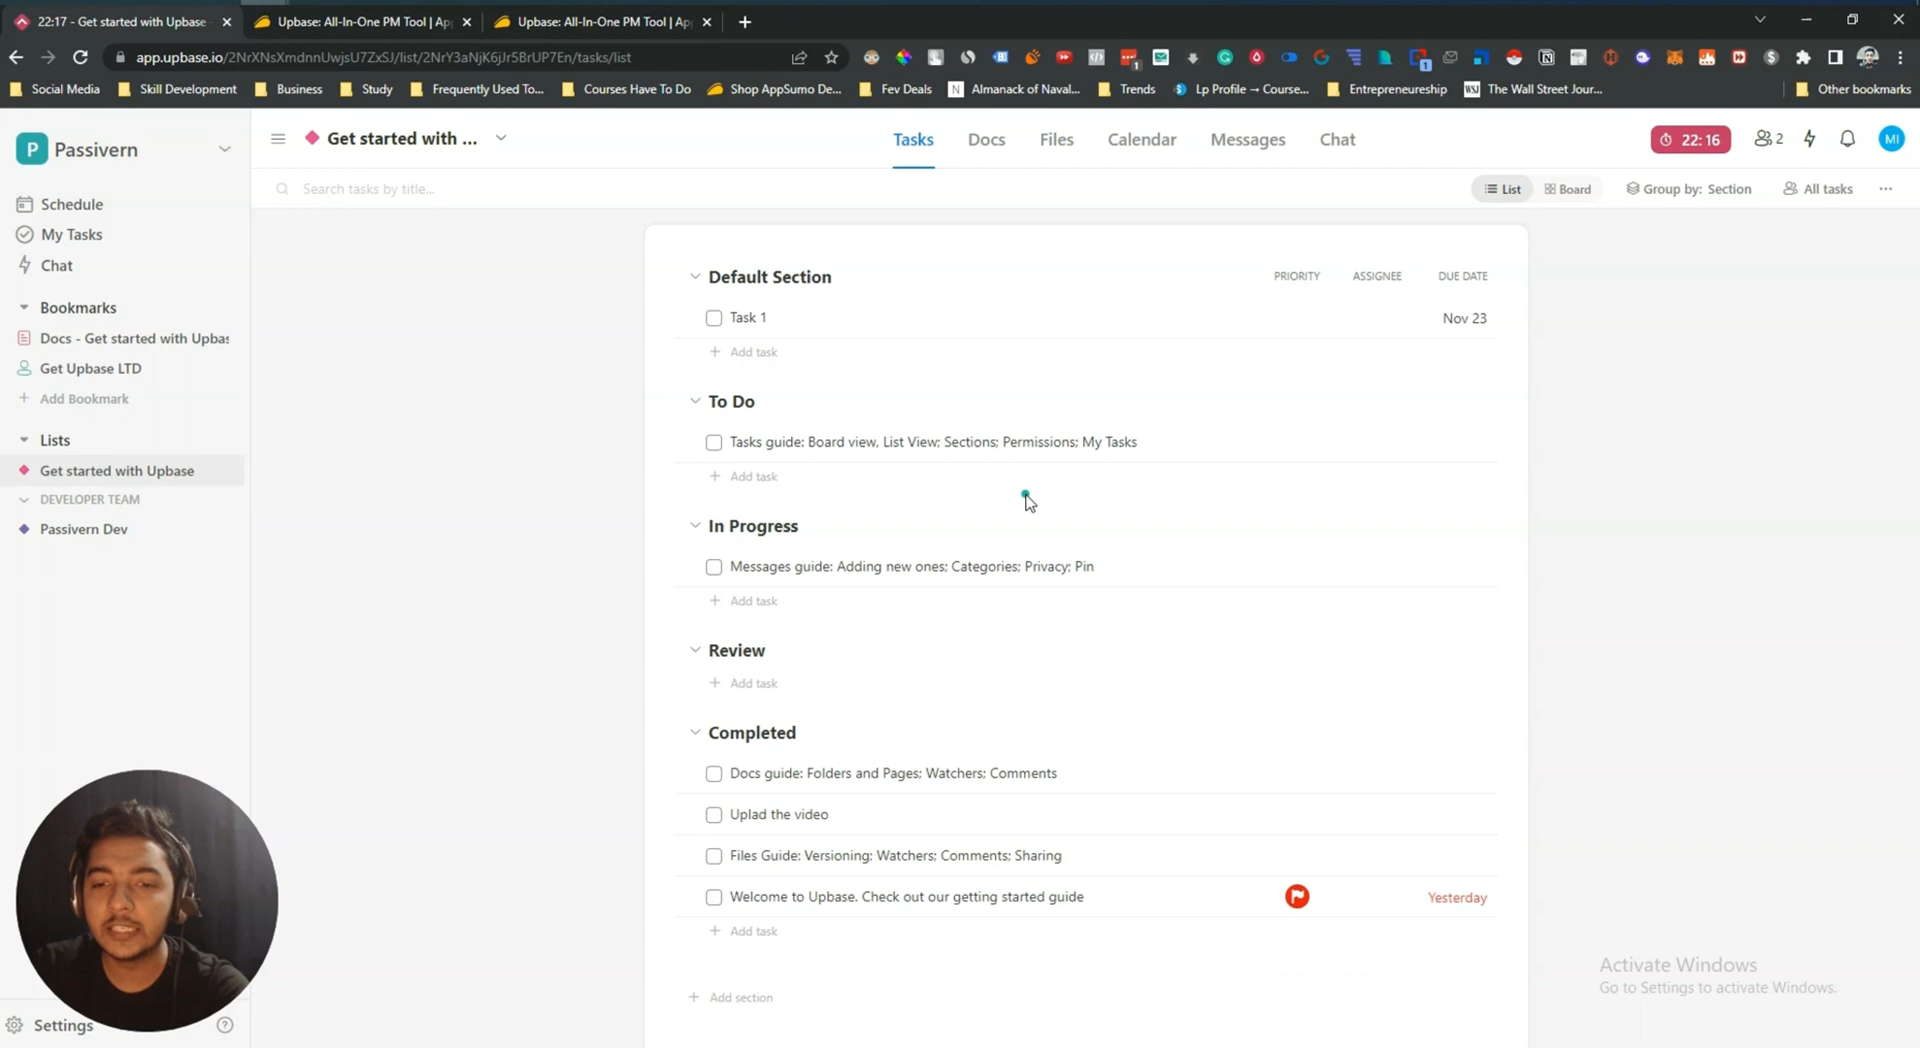 22:17 - Get started with Upbase
Upbase: All-In-One PM Tool | Ap
Upbase: All-In-One PM Tool | Ap
app.upbase.io/2NrXNsXmdnnUwjsU7ZxSJ/list/2NrY3aNjK6jJr5BrUP7En/tasks/list
Social Media
Skill Development
Business
Study
Frequently Used To...
Courses Have To Do
Shop AppSumo De...
Fev Deals
Almanack of Naval...
Trends
Lp Profile → Course...
Entrepreneurship
The Wall Street Jour...
Other bookmarks
P Passivern
Get started with ...
Tasks
Docs
Files
Calendar
Messages
Chat
22:16
2
MI
Search tasks by title...
List
Board
Group by: Section
All tasks
Schedule
My Tasks
Chat
Bookmarks
Docs - Get started with Upbas
Get Upbase LTD
+ Add Bookmark
Lists
Get started with Upbase
DEVELOPER TEAM
Passivern Dev
Settings
Default Section
PRIORITY
ASSIGNEE
DUE DATE
Task 1
Nov 23
+ Add task
To Do
Tasks guide: Board view, List View; Sections; Permissions; My Tasks
+ Add task
In Progress
Messages guide: Adding new ones; Categories; Privacy; Pin
+ Add task
Review
+ Add task
Completed
Docs guide: Folders and Pages; Watchers; Comments
Uplad the video
Files Guide: Versioning; Watchers; Comments; Sharing
Welcome to Upbase. Check out our getting started guide
Yesterday
+ Add task
+ Add section
Activate Windows
Go to Settings to activate Windows.